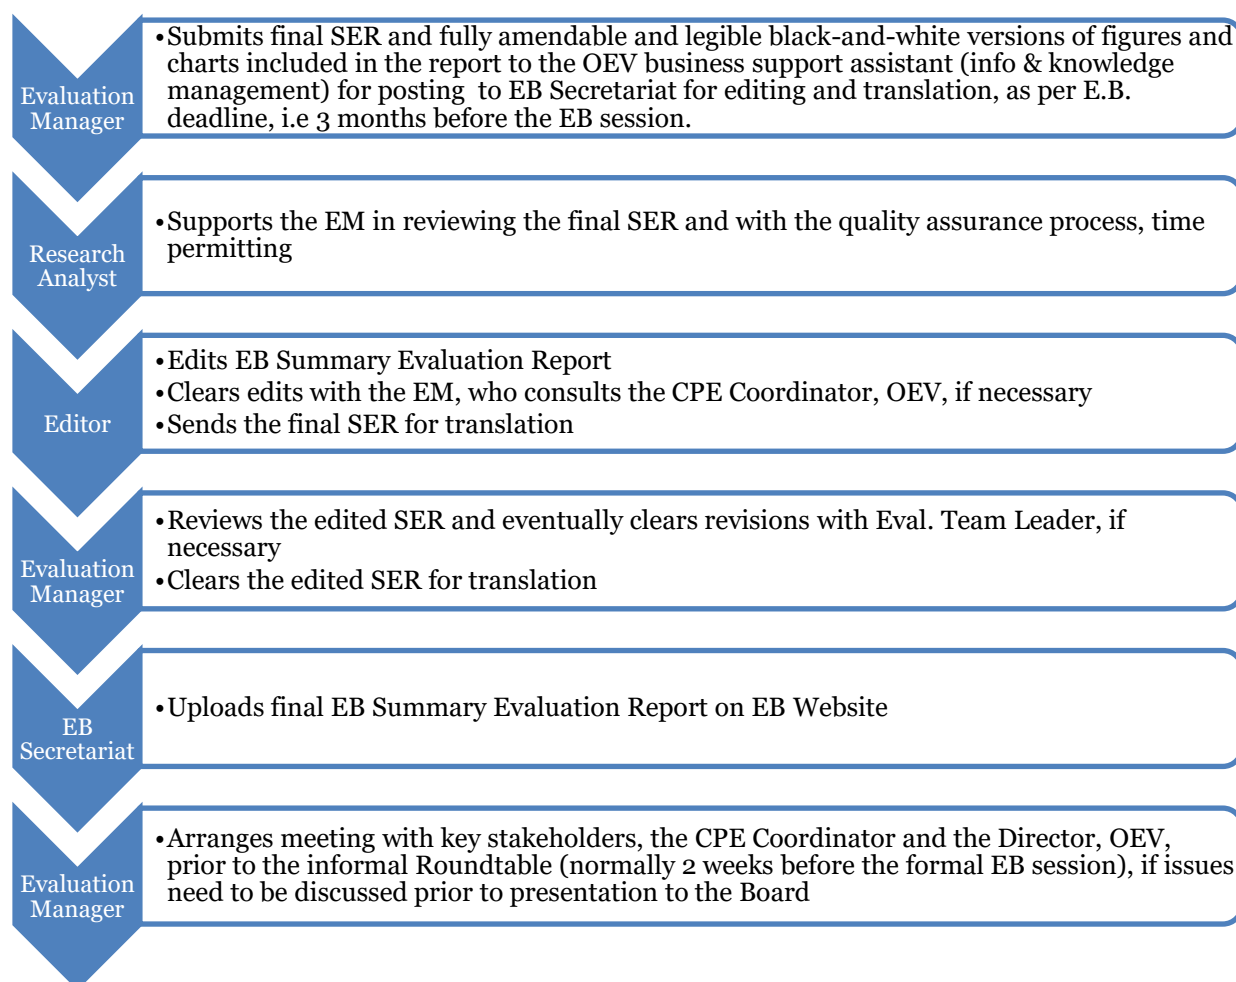 Evaluation
Manager
•Submits final SER and fully amendable and legible black-and-white versions of figures and
charts included in the report to the OEV business support assistant (info & knowledge
management) for posting  to EB Secretariat for editing and translation, as per E.B.
deadline, i.e 3 months before the EB session.
Research
Analyst
•Supports the EM in reviewing the final SER and with the quality assurance process, time
permitting
Editor
•Edits EB Summary Evaluation Report
•Clears edits with the EM, who consults the CPE Coordinator, OEV, if necessary
•Sends the final SER for translation
Evaluation
Manager
•Reviews the edited SER and eventually clears revisions with Eval. Team Leader, if
necessary
•Clears the edited SER for translation
EB
Secretariat
•Uploads final EB Summary Evaluation Report on EB Website
Evaluation
Manager
•Arranges meeting with key stakeholders, the CPE Coordinator and the Director, OEV,
prior to the informal Roundtable (normally 2 weeks before the formal EB session), if issues
need to be discussed prior to presentation to the Board